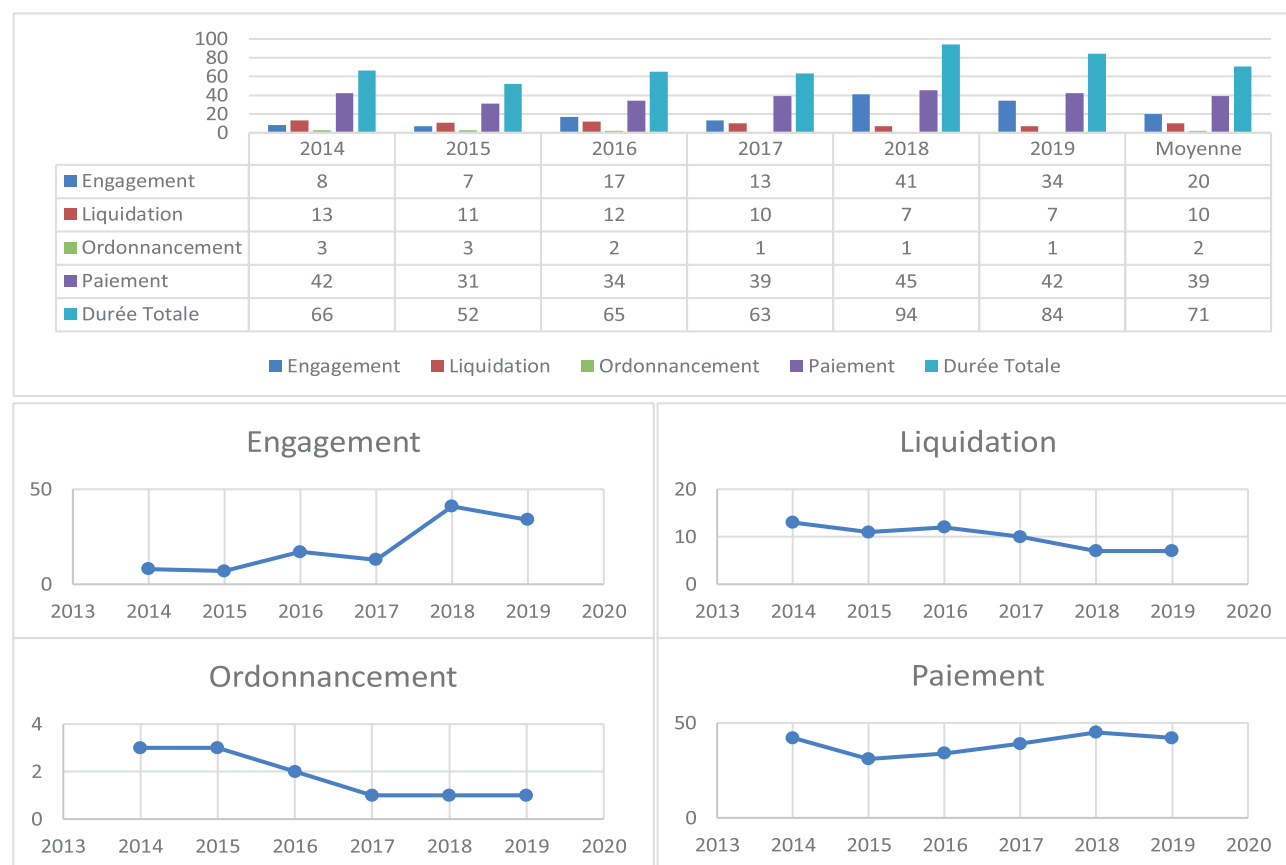 100
80
60
40
20
0
2014 2015 2016 2017 2018 2019 Moyenne
Engagement 8 7 17 13 41 34 20
Liquidation 13 11 12 10 7 7 10
Ordonnancement 3 3 2 1 1 1 2
Paiement 42 31 34 39 45 42 39
Durée Totale 66 52 65 63 94 84 71
Engagement Liquidation Ordonnancement Paiement Durée Totale
Engagement
50
0
2013 2014 2015 2016 2017 2018 2019 2020
Liquidation
20
10
0
2013 2014 2015 2016 2017 2018 2019 2020
Ordonnancement
4
2
0
2013 2014 2015 2016 2017 2018 2019 2020
Paiement
50
0
2013 2014 2015 2016 2017 2018 2019 2020